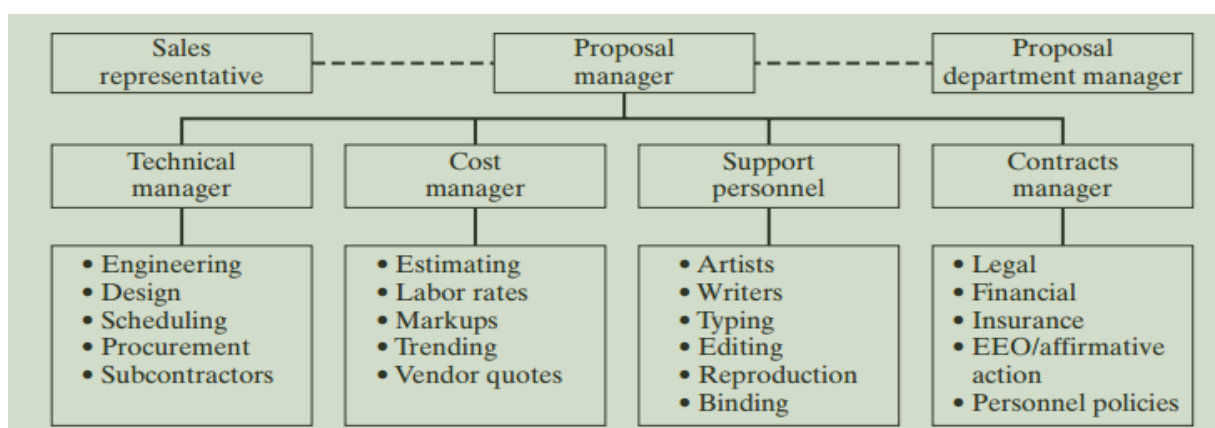 Sales
representative
Proposal
manager
Proposal
department manager
Technical
manager
Cost
manager
Support
personnel
Contracts
manager
• Engineering
• Design
• Scheduling
• Procurement
• Subcontractors
• Estimating
• Labor rates
• Markups
• Trending
• Vendor quotes
• Artists
• Writers
• Typing
• Editing
• Reproduction
• Binding
• Legal
• Financial
• Insurance
• EEO/affirmative
action
• Personnel policies